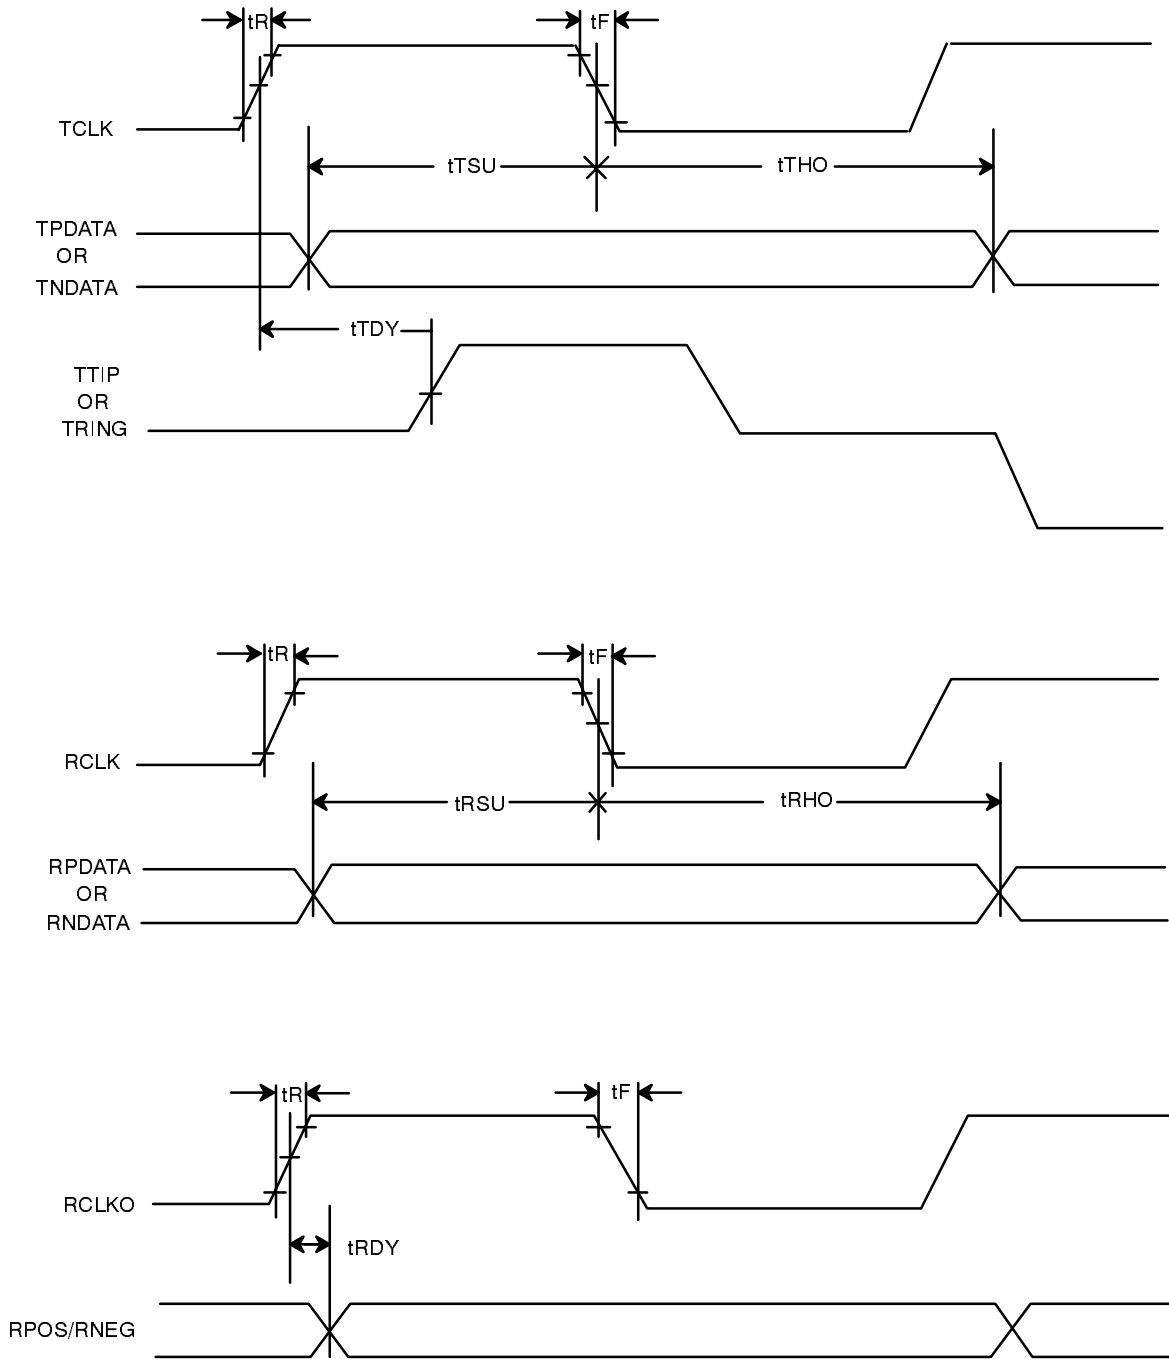 tR
tF
TCLK
tTSU
tTHO
TPDATA
OR
TNDATA
tTDY
TTIP
OR
TRING
tR
tF
RCLK
tRSU
tRHO
RPDATA
OR
RNDATA
tR
tF
RCLKO
tRDY
RPOS/RNEG